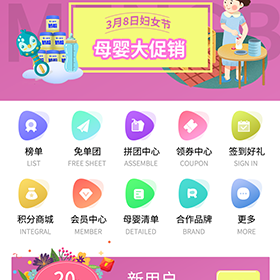 3月8日妇女节
母婴大促销
榜单 免单团 拼团中心 领券中心 签到好礼
LIST FREE SHEET ASSEMBLE COUPON SIGN IN
积分商城 会员中心 母婴清单 合作品牌 更多
INTEGRAL MEMBER DETAILED BRAND MORE
20 新用户